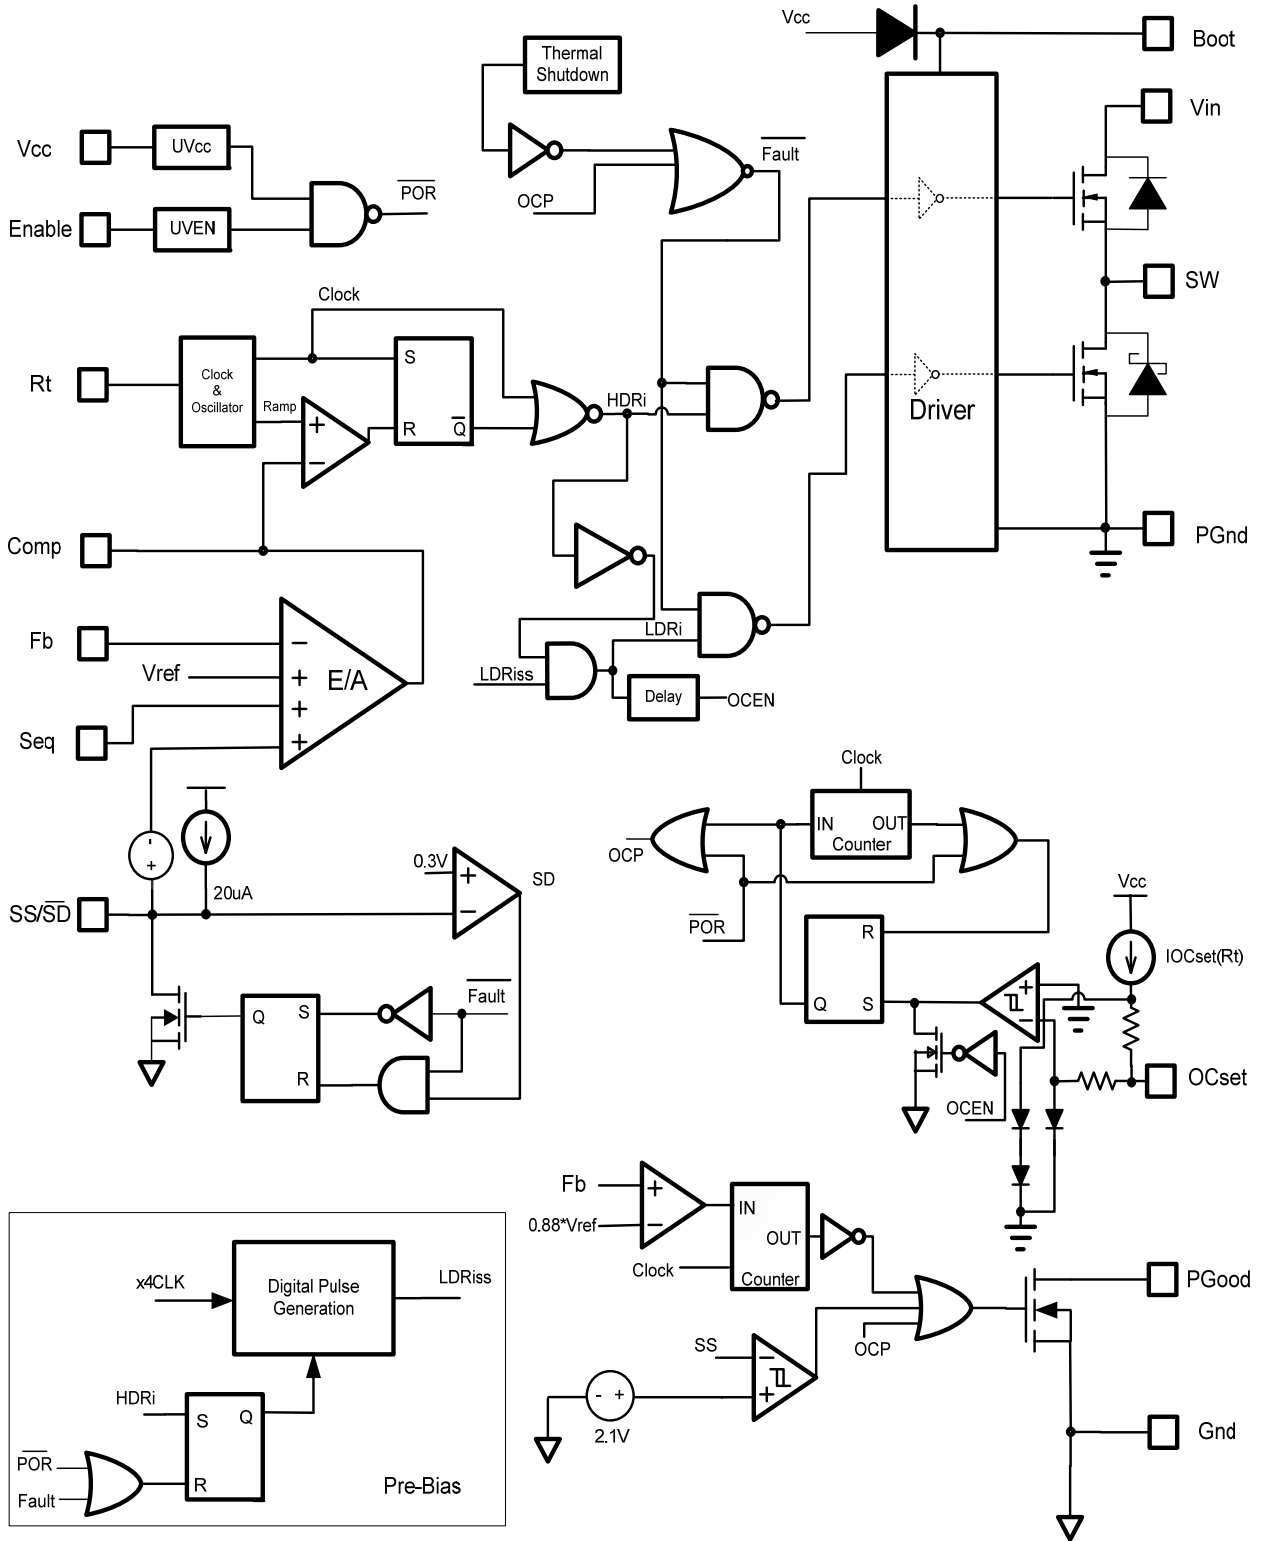 Vcc
Boot
Thermal
Shutdown
Vin
Vcc
UVcc
POR
Fault
OCP
Enable
UVEN
SW
Clock
S
Rt
Clock
&
Oscillator
Ramp
+
−
R
Q
HDRi
Driver
Comp
PGnd
Fb
−
Vref
+
E/A
+
Seq
+
LDRi
LDRiss
Delay
OCEN
Clock
IN
OUT
Counter
OCP
-
+
20uA
0.3V
+
−
SD
SS/SD
POR
Vcc
R
Q
S
+
−
IOCset(Rt)
Q
S
R
Fault
OCset
OCEN
Fb
+
0.88*Vref
−
IN
OUT
Clock
Counter
PGood
x4CLK
Digital Pulse
Generation
LDRiss
OCP
SS
−
+
- +
2.1V
HDRi
S
Q
R
POR
Fault
Pre-Bias
Gnd